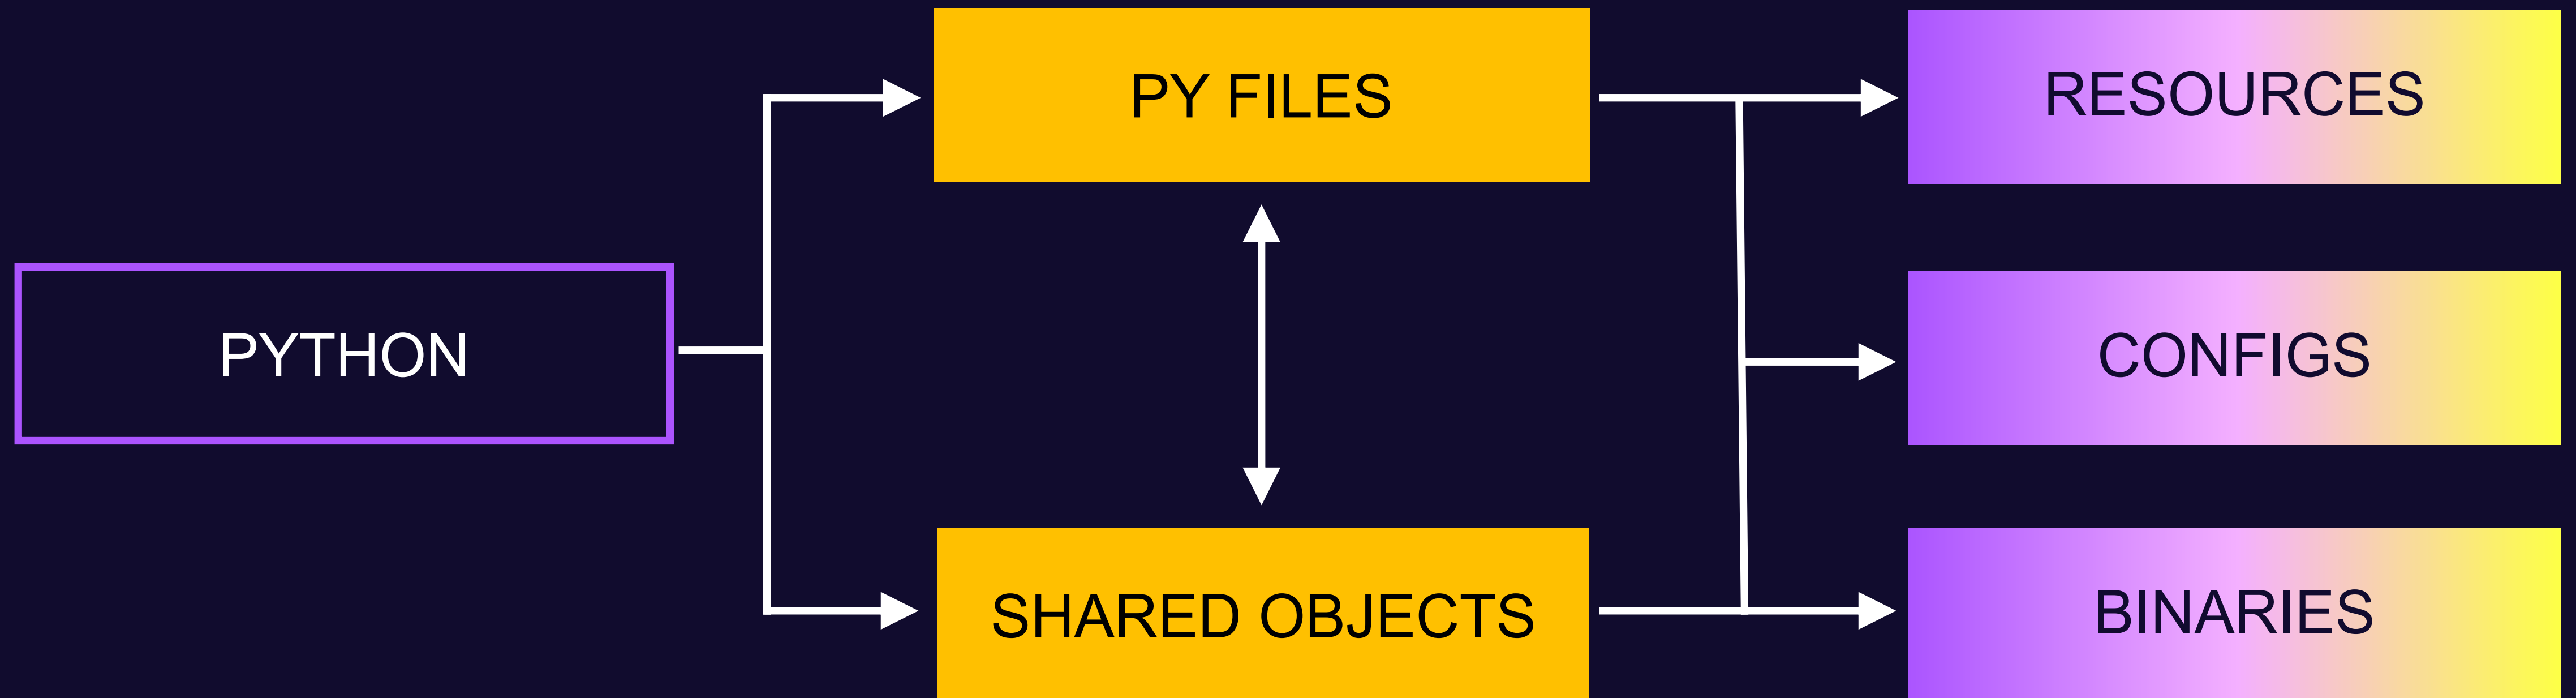 PY FILES
RESOURCES
PYTHON
CONFIGS
SHARED OBJECTS
BINARIES